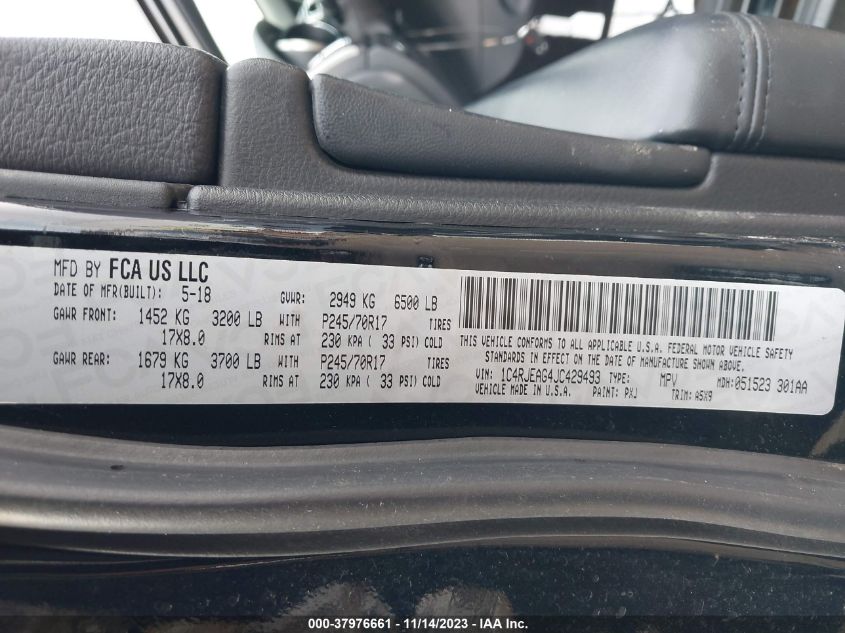 MFD BY FCA US LLC
DATE OF MFR(BUILT): 5-18 GVWR: 2949 KG 6500 LB
GAWR FRONT: 1452 KG 3200 LB WITH P245/70R17 TIRES
17X8.0 RIMS AT 230 KPA ( 33 PSI) COLD
GAWR REAR: 1679 KG 3700 LB WITH P245/70R17 TIRES
17X8.0 RIMS AT 230 KPA ( 33 PSI) COLD
THIS VEHICLE CONFORMS TO ALL APPLICABLE U.S.A. FEDERAL MOTOR VEHICLE SAFETY
STANDARDS IN EFFECT ON THE DATE OF MANUFACTURE SHOWN ABOVE.
VIN: 1C4RJEAG4JC429493 TYPE: MPV MDH:051523 301AA
VEHICLE MADE IN U.S.A. PAINT: PXJ TRIM: A5X9
000-37976661 - 11/14/2023 - IAA Inc.